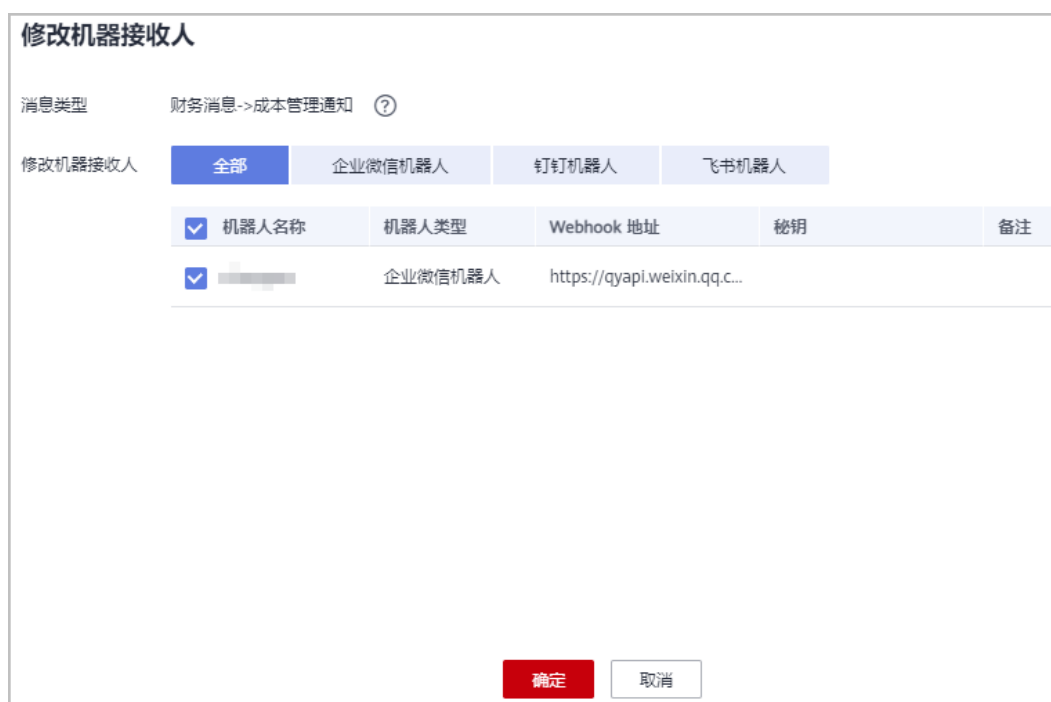 修改机器接收人
消息类型 财务消息->成本管理通知 ?
修改机器接收人 全部 企业微信机器人 钉钉机器人 飞书机器人
机器人名称 机器人类型 Webhook 地址 秘钥 备注
企业微信机器人 https://qyapi.weixin.qq.c...
确定 取消